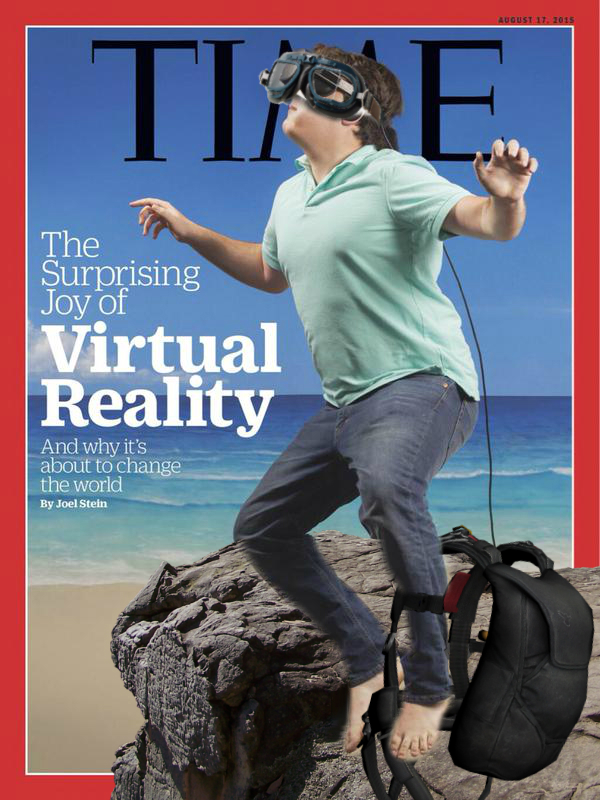 AUGUST 17, 2015
TIME
The
Surprising
Joy of
Virtual
Reality
And why it's
about to change
the world
By Joel Stein